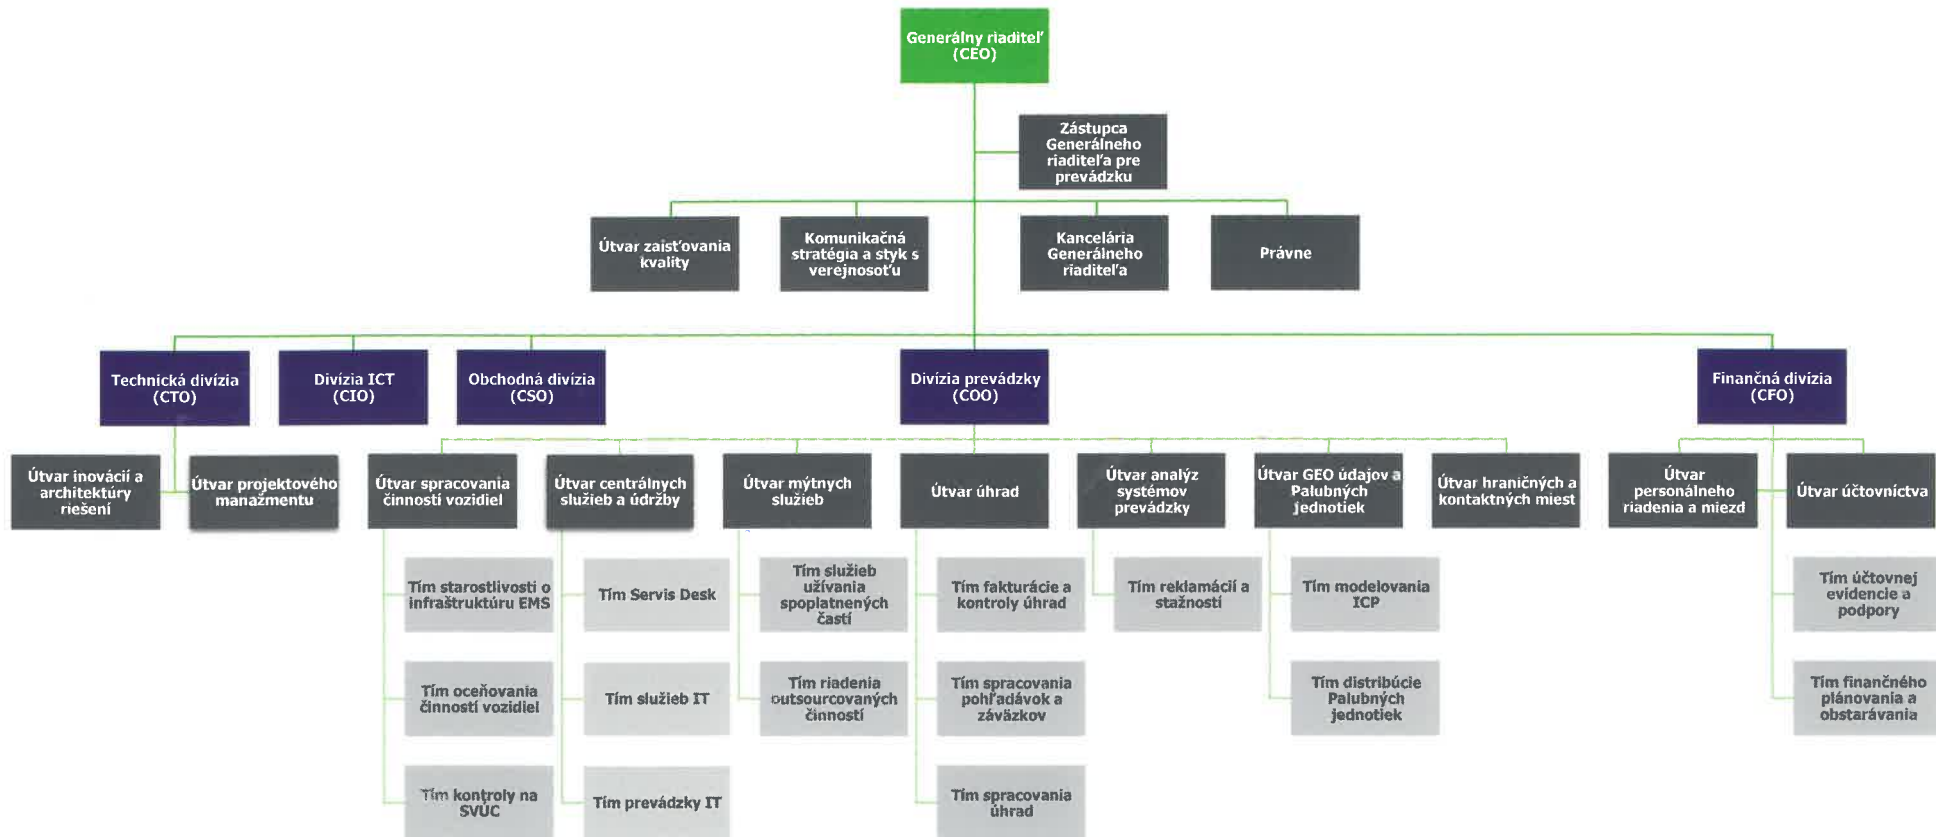 Generálny riaditeľ
(CEO)
Zástupca
Generálneho
riaditeľa pre
prevádzku
Útvar zaisťovania
kvality
Komunikačná
stratégia a styk s
verejnosoťu
Kancelária
Generálneho
riaditeľa
Právne
Technická divízia
(CTO)
Divízia ICT
(CIO)
Obchodná divízia
(CSO)
Divízia prevádzky
(COO)
Finančná divízia
(CFO)
Útvar inovácií a
architektúry
riešení
Útvar projektového
manažmentu
Útvar spracovania
činností vozidiel
Útvar centrálnych
služieb a údržby
Útvar mýtnych
služieb
Útvar úhrad
Útvar analýz
systémov
prevádzky
Útvar GEO údajov a
Palubných
jednotiek
Útvar hraničných a
kontaktných miest
Útvar
personálneho
riadenia a miezd
Útvar účtovníctva
Tím starostlivosti o
infraštruktúru EMS
Tím Servis Desk
Tím služieb
užívania
spoplatnených
častí
Tím fakturácie a
kontroly úhrad
Tím reklamácií a
stažností
Tím modelovania
ICP
Tím účtovnej
evidencie a
podpory
Tím oceňovania
činností vozidiel
Tím služieb IT
Tím riadenia
outsourcovaných
činností
Tím spracovania
pohľadávok a
záväzkov
Tím distribúcie
Palubných
jednotiek
Tím finančného
plánovania a
obstarávania
Tím kontroly na
SVÚC
Tím prevádzky IT
Tím spracovania
úhrad